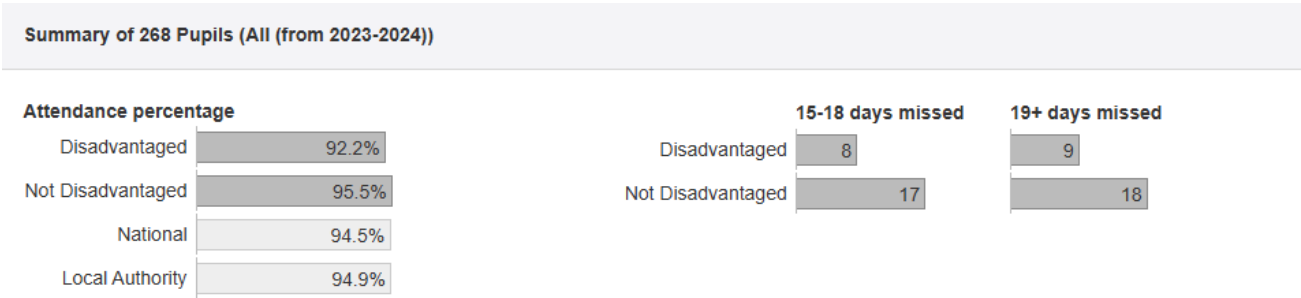 Summary of 268 Pupils (All (from 2023-2024))
Attendance percentage
Disadvantaged 92.2%
Not Disadvantaged 95.5%
National 94.5%
Local Authority 94.9%
15-18 days missed 19+ days missed
Disadvantaged 8 9
Not Disadvantaged 17 18